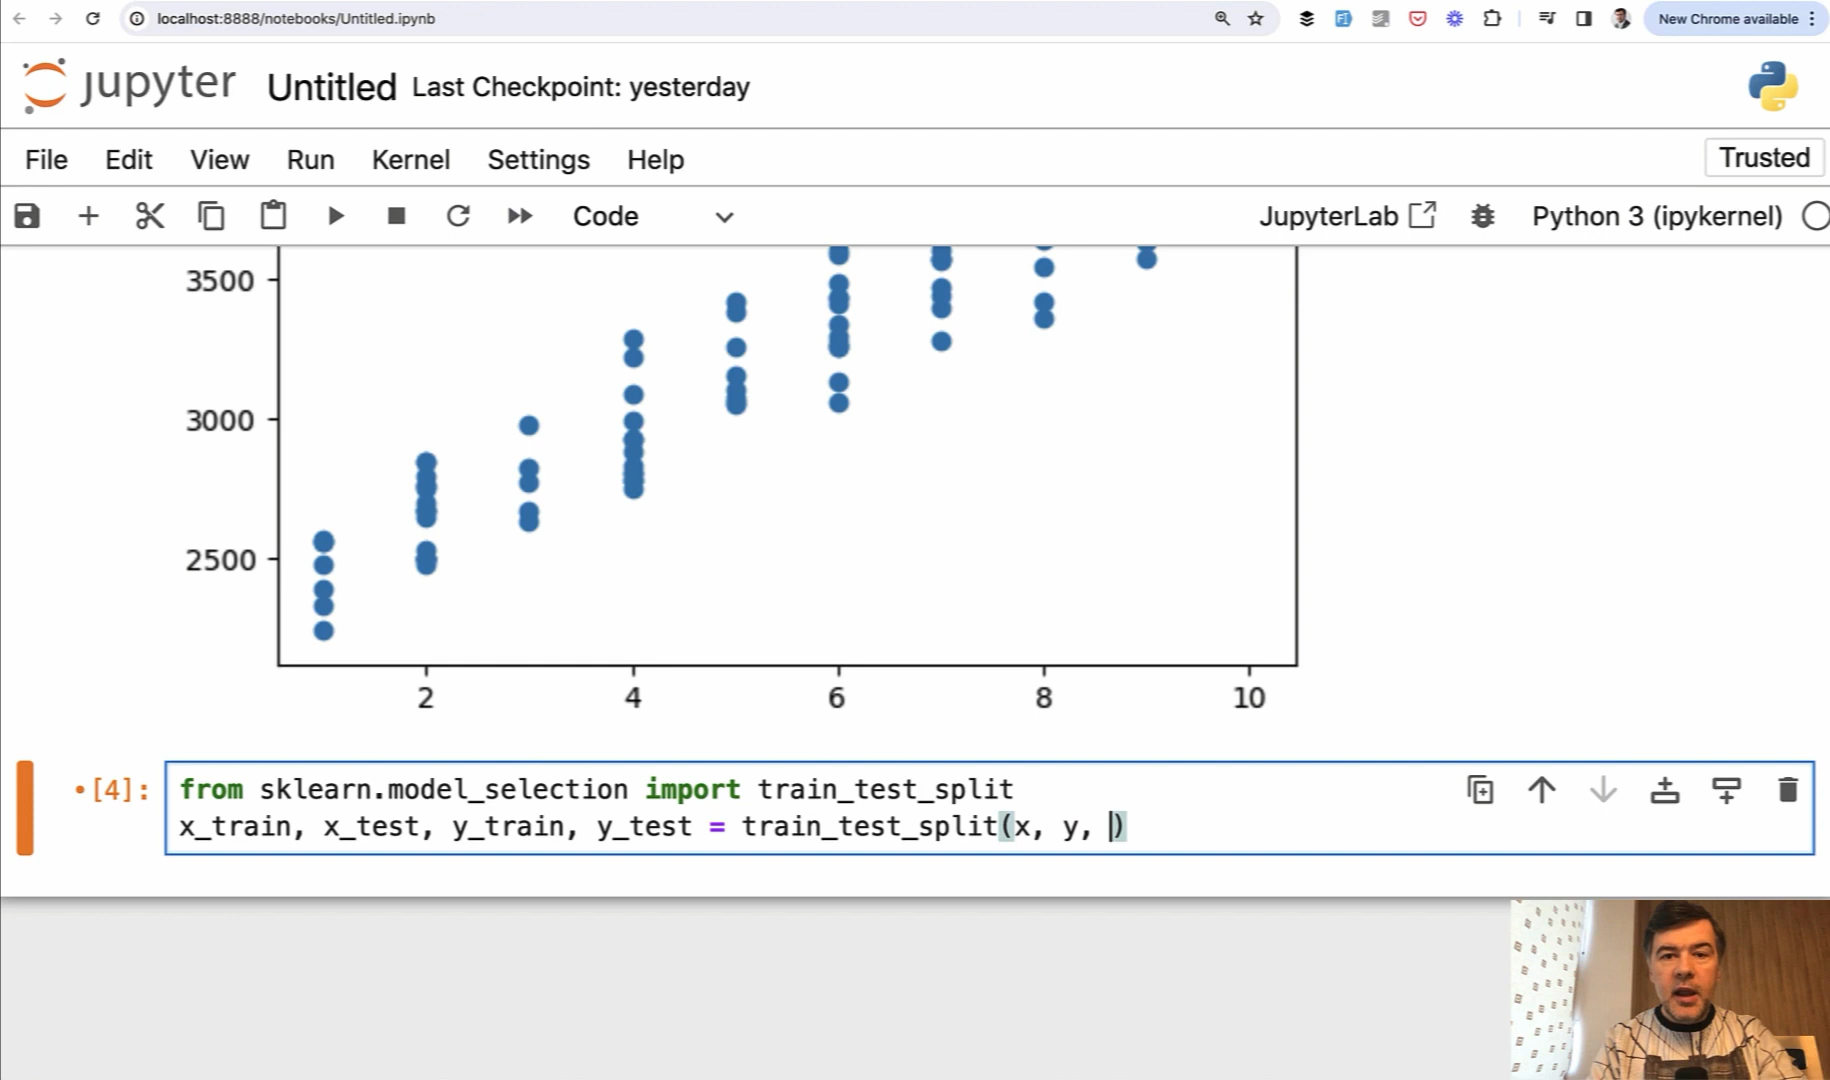 localhost:8888/notebooks/Untitled.ipynb
New Chrome available
jupyter Untitled Last Checkpoint: yesterday
File Edit View Run Kernel Settings Help
Trusted
Code
JupyterLab
Python 3 (ipykernel)
3500
3000
2500
2 4 6 8 10
[4]:
from sklearn.model_selection import train_test_split
x_train, x_test, y_train, y_test = train_test_split(x, y, )